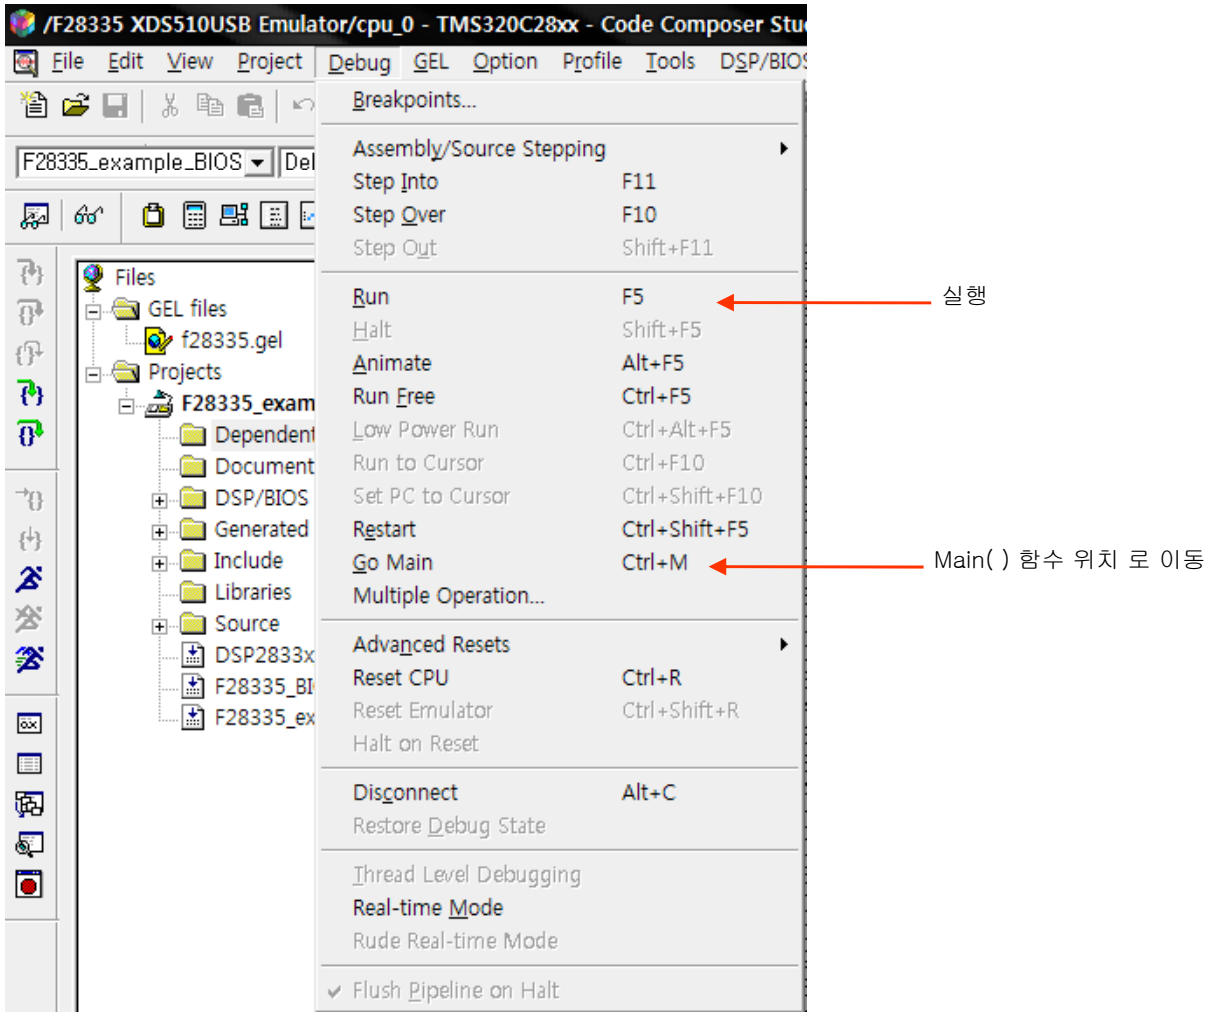 /F28335 XDS510USB Emulator/cpu_0 - TMS320C28xx - Code Composer Stu
File Edit View Project Debug GEL Option Profile Tools DSP/BIOS
F28335_example_BIOS Del
Breakpoints...
Assembly/Source Stepping
Step Into F11
Step Over F10
Step Out Shift+F11
Run F5
Halt Shift+F5
Animate Alt+F5
Run Free Ctrl+F5
Low Power Run Ctrl+Alt+F5
Run to Cursor Ctrl+F10
Set PC to Cursor Ctrl+Shift+F10
Restart Ctrl+Shift+F5
Go Main Ctrl+M
Multiple Operation...
Advanced Resets
Reset CPU Ctrl+R
Reset Emulator Ctrl+Shift+R
Halt on Reset
Disconnect Alt+C
Restore Debug State
Thread Level Debugging
Real-time Mode
Rude Real-time Mode
Flush Pipeline on Halt
Files
GEL files
f28335.gel
Projects
F28335_exam
Dependent
Document
DSP/BIOS
Generated
Include
Libraries
Source
DSP2833x
F28335_BI
F28335_ex
실행
Main( ) 함수 위치 로 이동